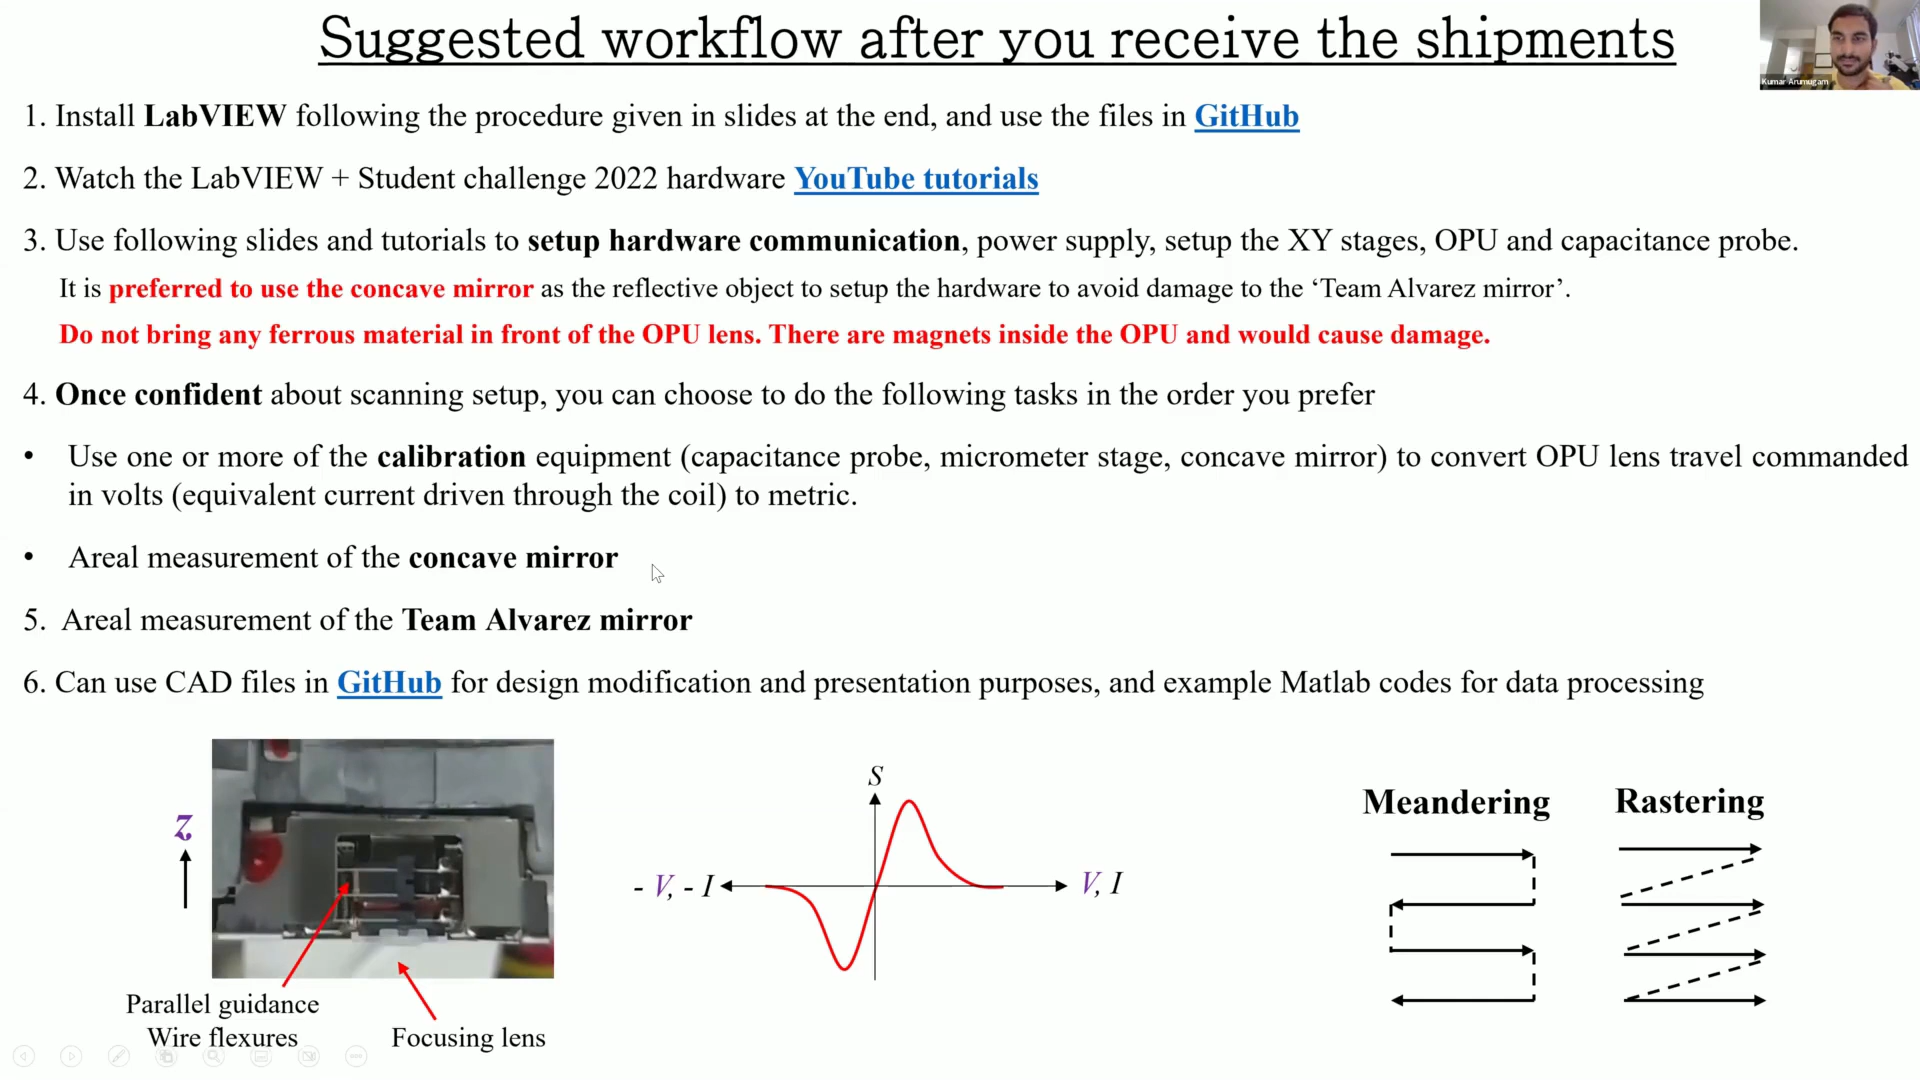 Suggested workflow after you receive the shipments
Kumar Arumugam
1. Install LabVIEW following the procedure given in slides at the end, and use the files in GitHub
2. Watch the LabVIEW + Student challenge 2022 hardware YouTube tutorials
3. Use following slides and tutorials to setup hardware communication, power supply, setup the XY stages, OPU and capacitance probe.
It is preferred to use the concave mirror as the reflective object to setup the hardware to avoid damage to the ‘Team Alvarez mirror’.
Do not bring any ferrous material in front of the OPU lens. There are magnets inside the OPU and would cause damage.
4. Once confident about scanning setup, you can choose to do the following tasks in the order you prefer
• Use one or more of the calibration equipment (capacitance probe, micrometer stage, concave mirror) to convert OPU lens travel commanded
in volts (equivalent current driven through the coil) to metric.
• Areal measurement of the concave mirror
5. Areal measurement of the Team Alvarez mirror
6. Can use CAD files in GitHub for design modification and presentation purposes, and example Matlab codes for data processing
z
Parallel guidance
Wire flexures
Focusing lens
S
- V, - I
V, I
Meandering
Rastering